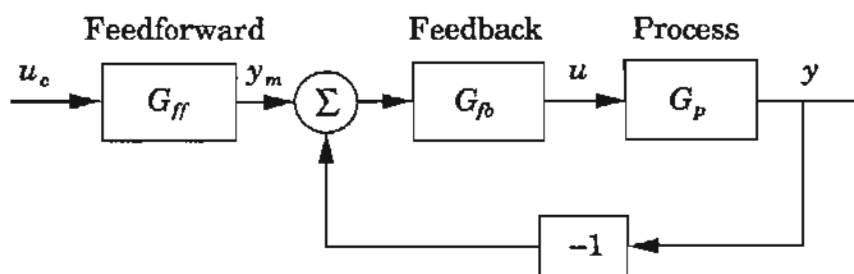 Feedforward Feedback Process
u_c y_m u y
G_ff Σ G_fb G_p
-1